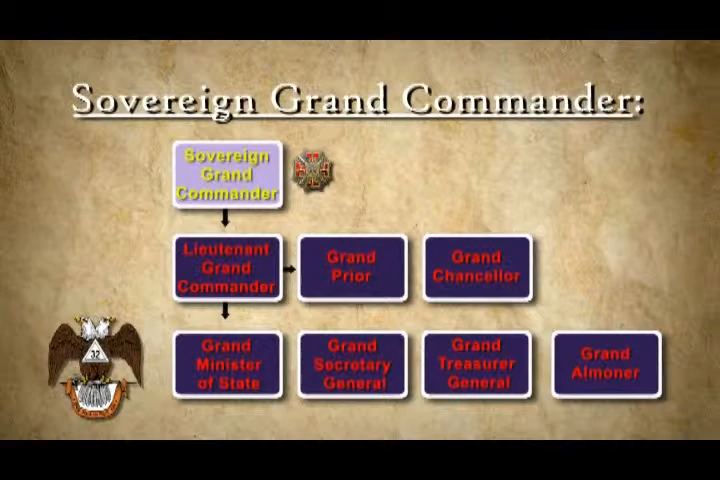 Sovereign Grand Commander:
Sovereign
Grand
Commander
Lieutenant
Grand
Commander
Grand
Prior
Grand
Chancellor
Grand
Minister
of State
Grand
Secretary
General
Grand
Treasurer
General
Grand
Almoner
32